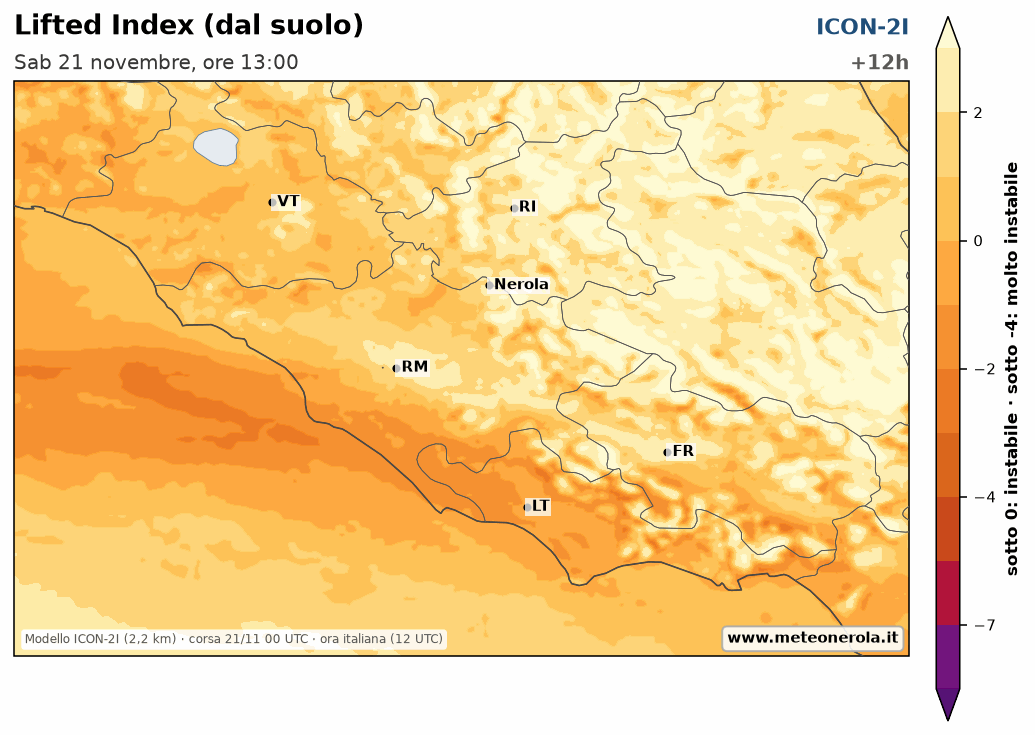 Lifted Index (dal suolo)
ICON-2I
Sab 21 novembre, ore 13:00
+12h
VT
RI
Nerola
RM
FR
LT
Modello ICON-2I (2,2 km) · corsa 21/11 00 UTC · ora italiana (12 UTC)
www.meteonerola.it
2
0
−2
−4
−7
sotto 0: instabile · sotto -4: molto instabile